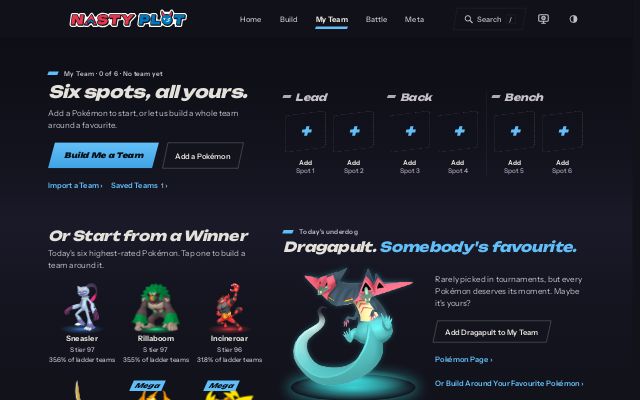 NASTY PLOT
Home
Build
My Team
Battle
Meta
Search /
My Team · 0 of 6 · No team yet
Six spots, all yours.
Add a Pokémon to start, or let us build a whole team
around a favourite.
Build Me a Team
Add a Pokémon
Import a Team ›
Saved Teams 1 ›
Lead
Back
Bench
Add
Spot 1
Add
Spot 2
Add
Spot 3
Add
Spot 4
Add
Spot 5
Add
Spot 6
Or Start from a Winner
Today's six highest-rated Pokémon. Tap one to build a
team around it.
Sneasler
S tier 97
35.6% of ladder teams
Rillaboom
S tier 97
35.5% of ladder teams
Incineroar
S tier 96
31.8% of ladder teams
Mega
Mega
Today's underdog
Dragapult. Somebody's favourite.
Rarely picked in tournaments, but every
Pokémon deserves its moment. Maybe
it's yours?
Add Dragapult to My Team
Pokémon Page ›
Or Build Around Your Favourite Pokémon ›